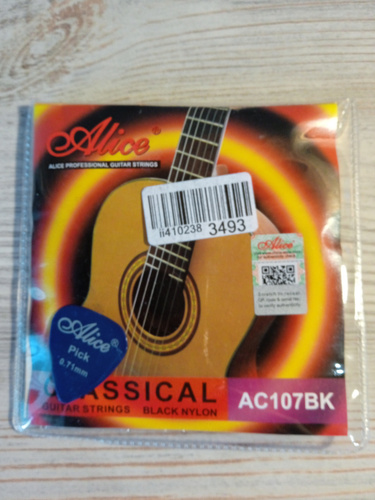 Alice®
ALICE PROFESSIONAL GUITAR STRINGS
ii410238 3493
Alice
Alice®
Pick
0.71mm
CLASSICAL
GUITAR STRINGS BLACK NYLON
AC107BK